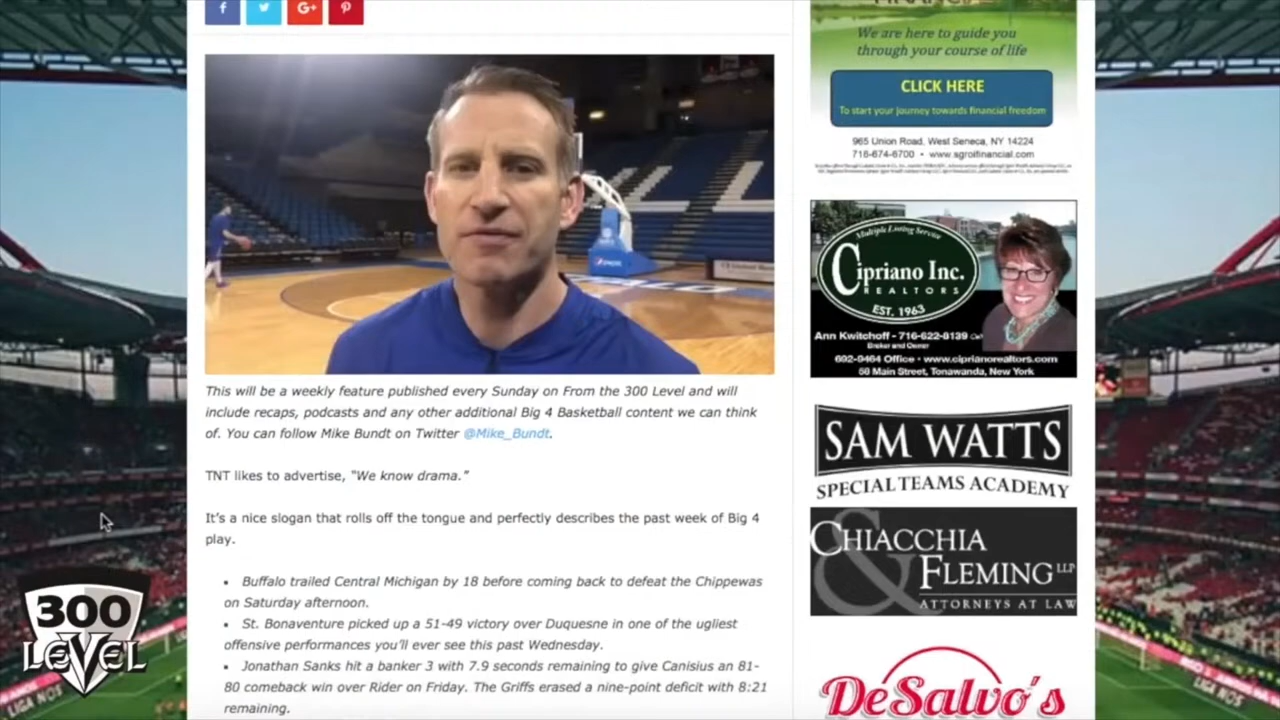 We are here to guide you
through your course of life
CLICK HERE
To start your journey towards financial freedom
965 Union Road, West Seneca, NY 14224
716-674-6700 • www.sgroifinancial.com
Multiple Listing Service
Cipriano Inc.
REALTORS
EST. 1963
Ann Kwitchoff - 716-622-8139 Cell
Broker and Owner
692-9464 Office • www.ciprianorealtors.com
56 Main Street, Tonawanda, New York
pepsi
This will be a weekly feature published every Sunday on From the 300 Level and will
include recaps, podcasts and any other additional Big 4 Basketball content we can think
of. You can follow Mike Bundt on Twitter @Mike_Bundt.
TNT likes to advertise, “We know drama.”
It’s a nice slogan that rolls off the tongue and perfectly describes the past week of Big 4
play.
• Buffalo trailed Central Michigan by 18 before coming back to defeat the Chippewas
on Saturday afternoon.
• St. Bonaventure picked up a 51-49 victory over Duquesne in one of the ugliest
offensive performances you’ll ever see this past Wednesday.
• Jonathan Sanks hit a banker 3 with 7.9 seconds remaining to give Canisius an 81-
80 comeback win over Rider on Friday. The Griffs erased a nine-point deficit with 8:21
remaining.
SAM WATTS
SPECIAL TEAMS ACADEMY
CHIACCHIA
& FLEMING LLP
ATTORNEYS AT LAW
DeSalvo's
300
LEVEL
LIGA NOS